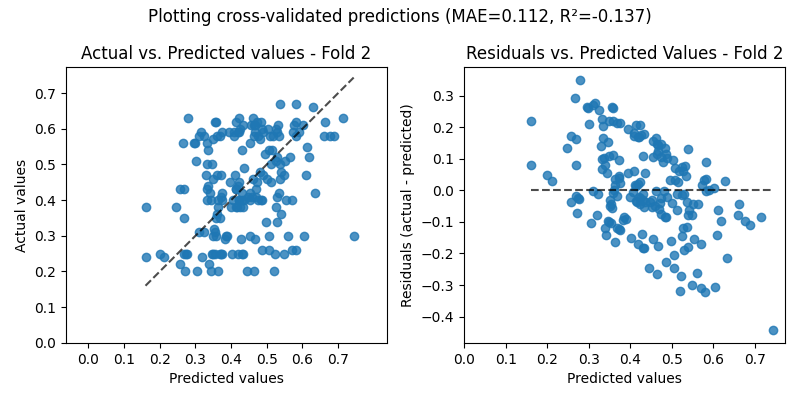 Plotting cross-validated predictions (MAE=0.112, R²=-0.137)
Actual vs. Predicted values - Fold 2
Actual values
0.7
0.6
0.5
0.4
0.3
0.2
0.1
0.0
0.0 0.1 0.2 0.3 0.4 0.5 0.6 0.7
Predicted values
Residuals vs. Predicted Values - Fold 2
Residuals (actual - predicted)
0.3
0.2
0.1
0.0
−0.1
−0.2
−0.3
−0.4
0.0 0.1 0.2 0.3 0.4 0.5 0.6 0.7
Predicted values